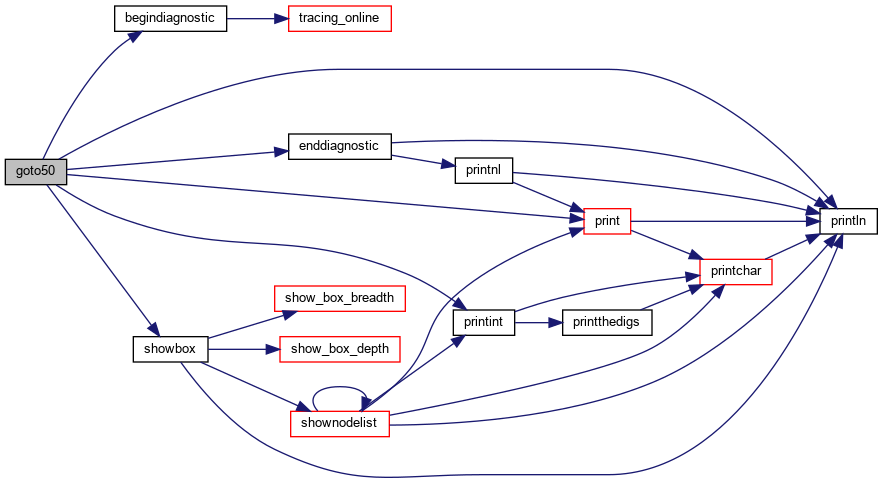 begindiagnostic
tracing_online
enddiagnostic
goto50
printnl
print
println
printchar
show_box_breadth
printint
printthedigs
showbox
show_box_depth
shownodelist